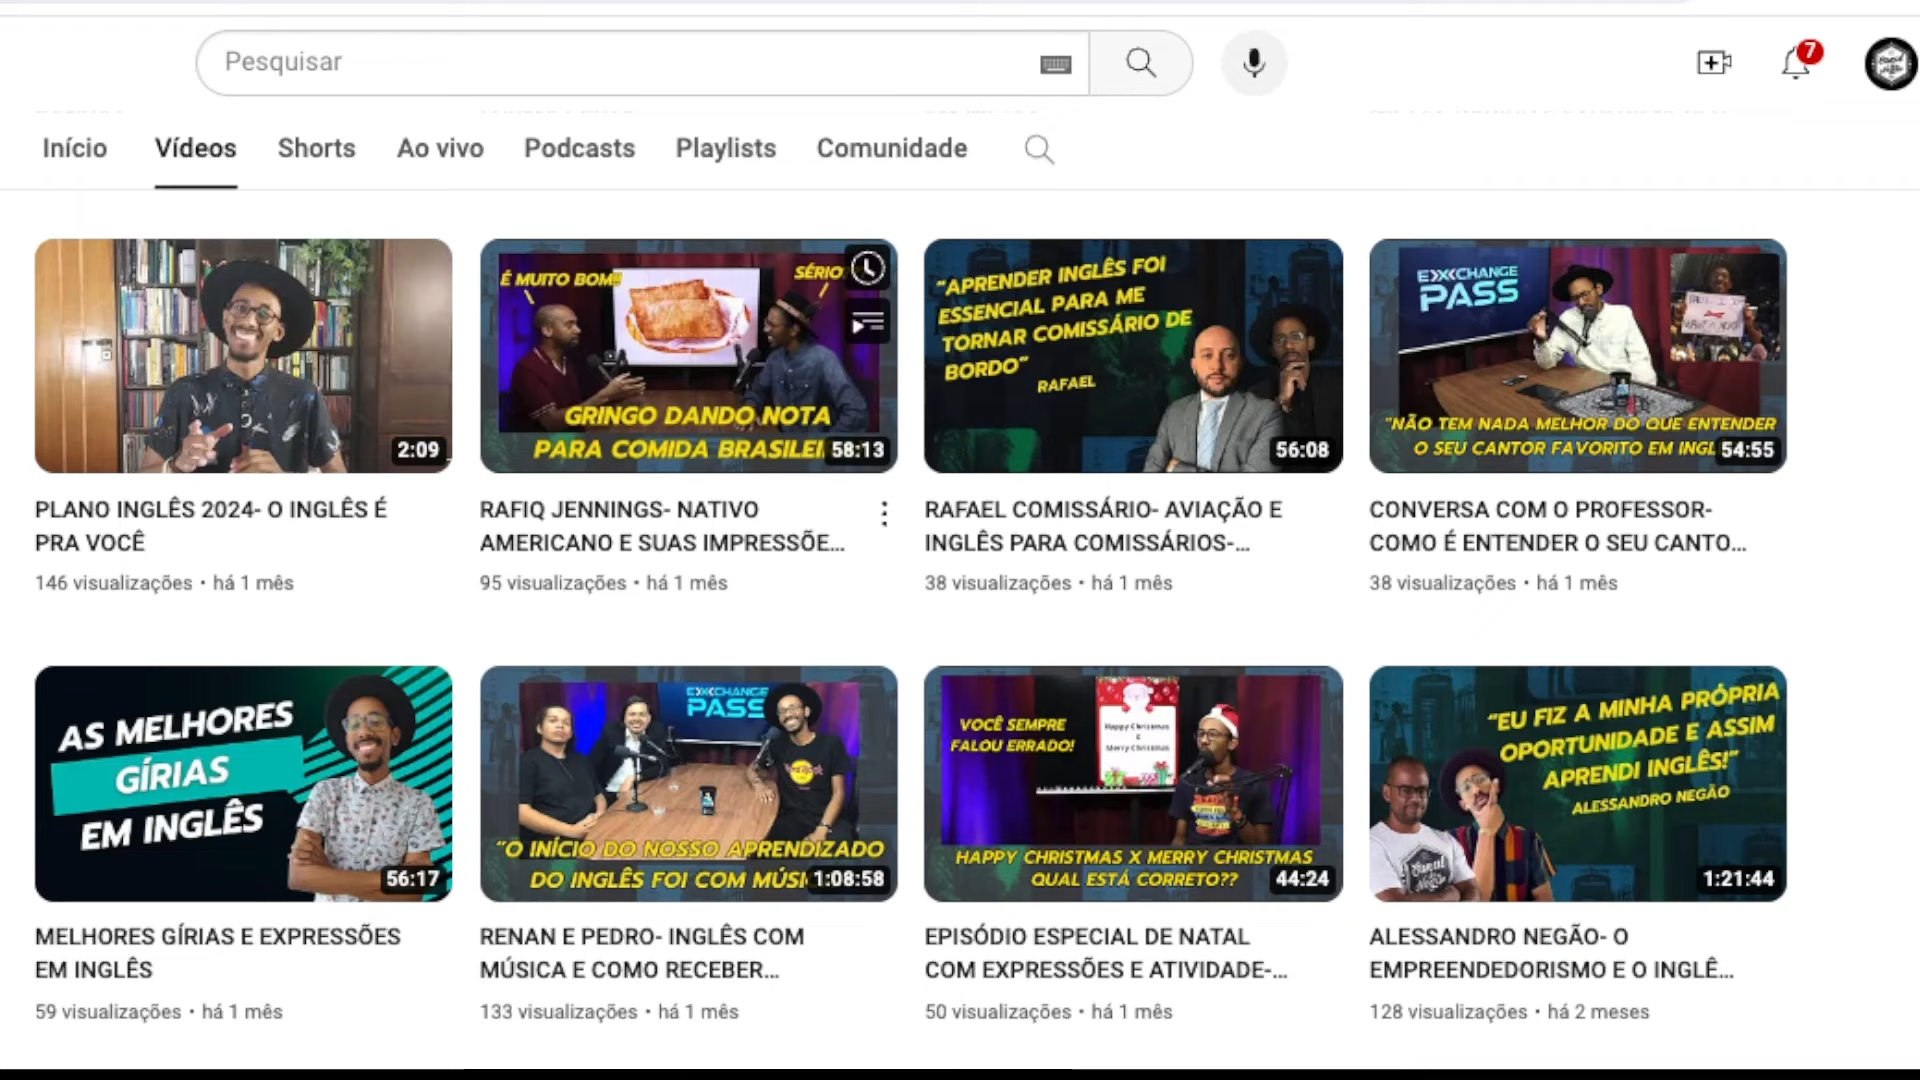 Pesquisar
7
Início Vídeos Shorts Ao vivo Podcasts Playlists Comunidade
2:09
É MUITO BOM!!
SÉRIO
GRINGO DANDO NOTA
PARA COMIDA
58:13
"APRENDER INGLÊS FOI
ESSENCIAL PARA ME
TORNAR COMISSÁRIO DE
BORDO"
RAFAEL
56:08
EXXCHANGE
PASS
"NÃO TEM NADA MELHOR DO QUE ENTENDER
O SEU CANTOR FAVORITO EM
54:55
PLANO INGLÊS 2024- O INGLÊS É
PRA VOCÊ
146 visualizações • há 1 mês
RAFIQ JENNINGS- NATIVO
AMERICANO E SUAS IMPRESSÕE...
95 visualizações • há 1 mês
RAFAEL COMISSÁRIO- AVIAÇÃO E
INGLÊS PARA COMISSÁRIOS-...
38 visualizações • há 1 mês
CONVERSA COM O PROFESSOR-
COMO É ENTENDER O SEU CANTO...
38 visualizações • há 1 mês
AS MELHORES
GÍRIAS
EM INGLÊS
56:17
EXXCHANGE
PASS
"O INÍCIO DO NOSSO APRENDIZADO
DO INGLÊS FOI COM
1:08:58
VOCÊ SEMPRE
FALOU ERRADO!
Happy Christmas
x
Merry Christmas
HAPPY CHRISTMAS X MERRY CHRISTMAS
QUAL ESTÁ CORRETO??
44:24
"EU FIZ A MINHA PRÓPRIA
OPORTUNIDADE E ASSIM
APRENDI INGLÊS!"
ALESSANDRO NEGÃO
1:21:44
MELHORES GÍRIAS E EXPRESSÕES
EM INGLÊS
59 visualizações • há 1 mês
RENAN E PEDRO- INGLÊS COM
MÚSICA E COMO RECEBER...
133 visualizações • há 1 mês
EPISÓDIO ESPECIAL DE NATAL
COM EXPRESSÕES E ATIVIDADE-...
50 visualizações • há 1 mês
ALESSANDRO NEGÃO- O
EMPREENDEDORISMO E O INGLÊ...
128 visualizações • há 2 meses